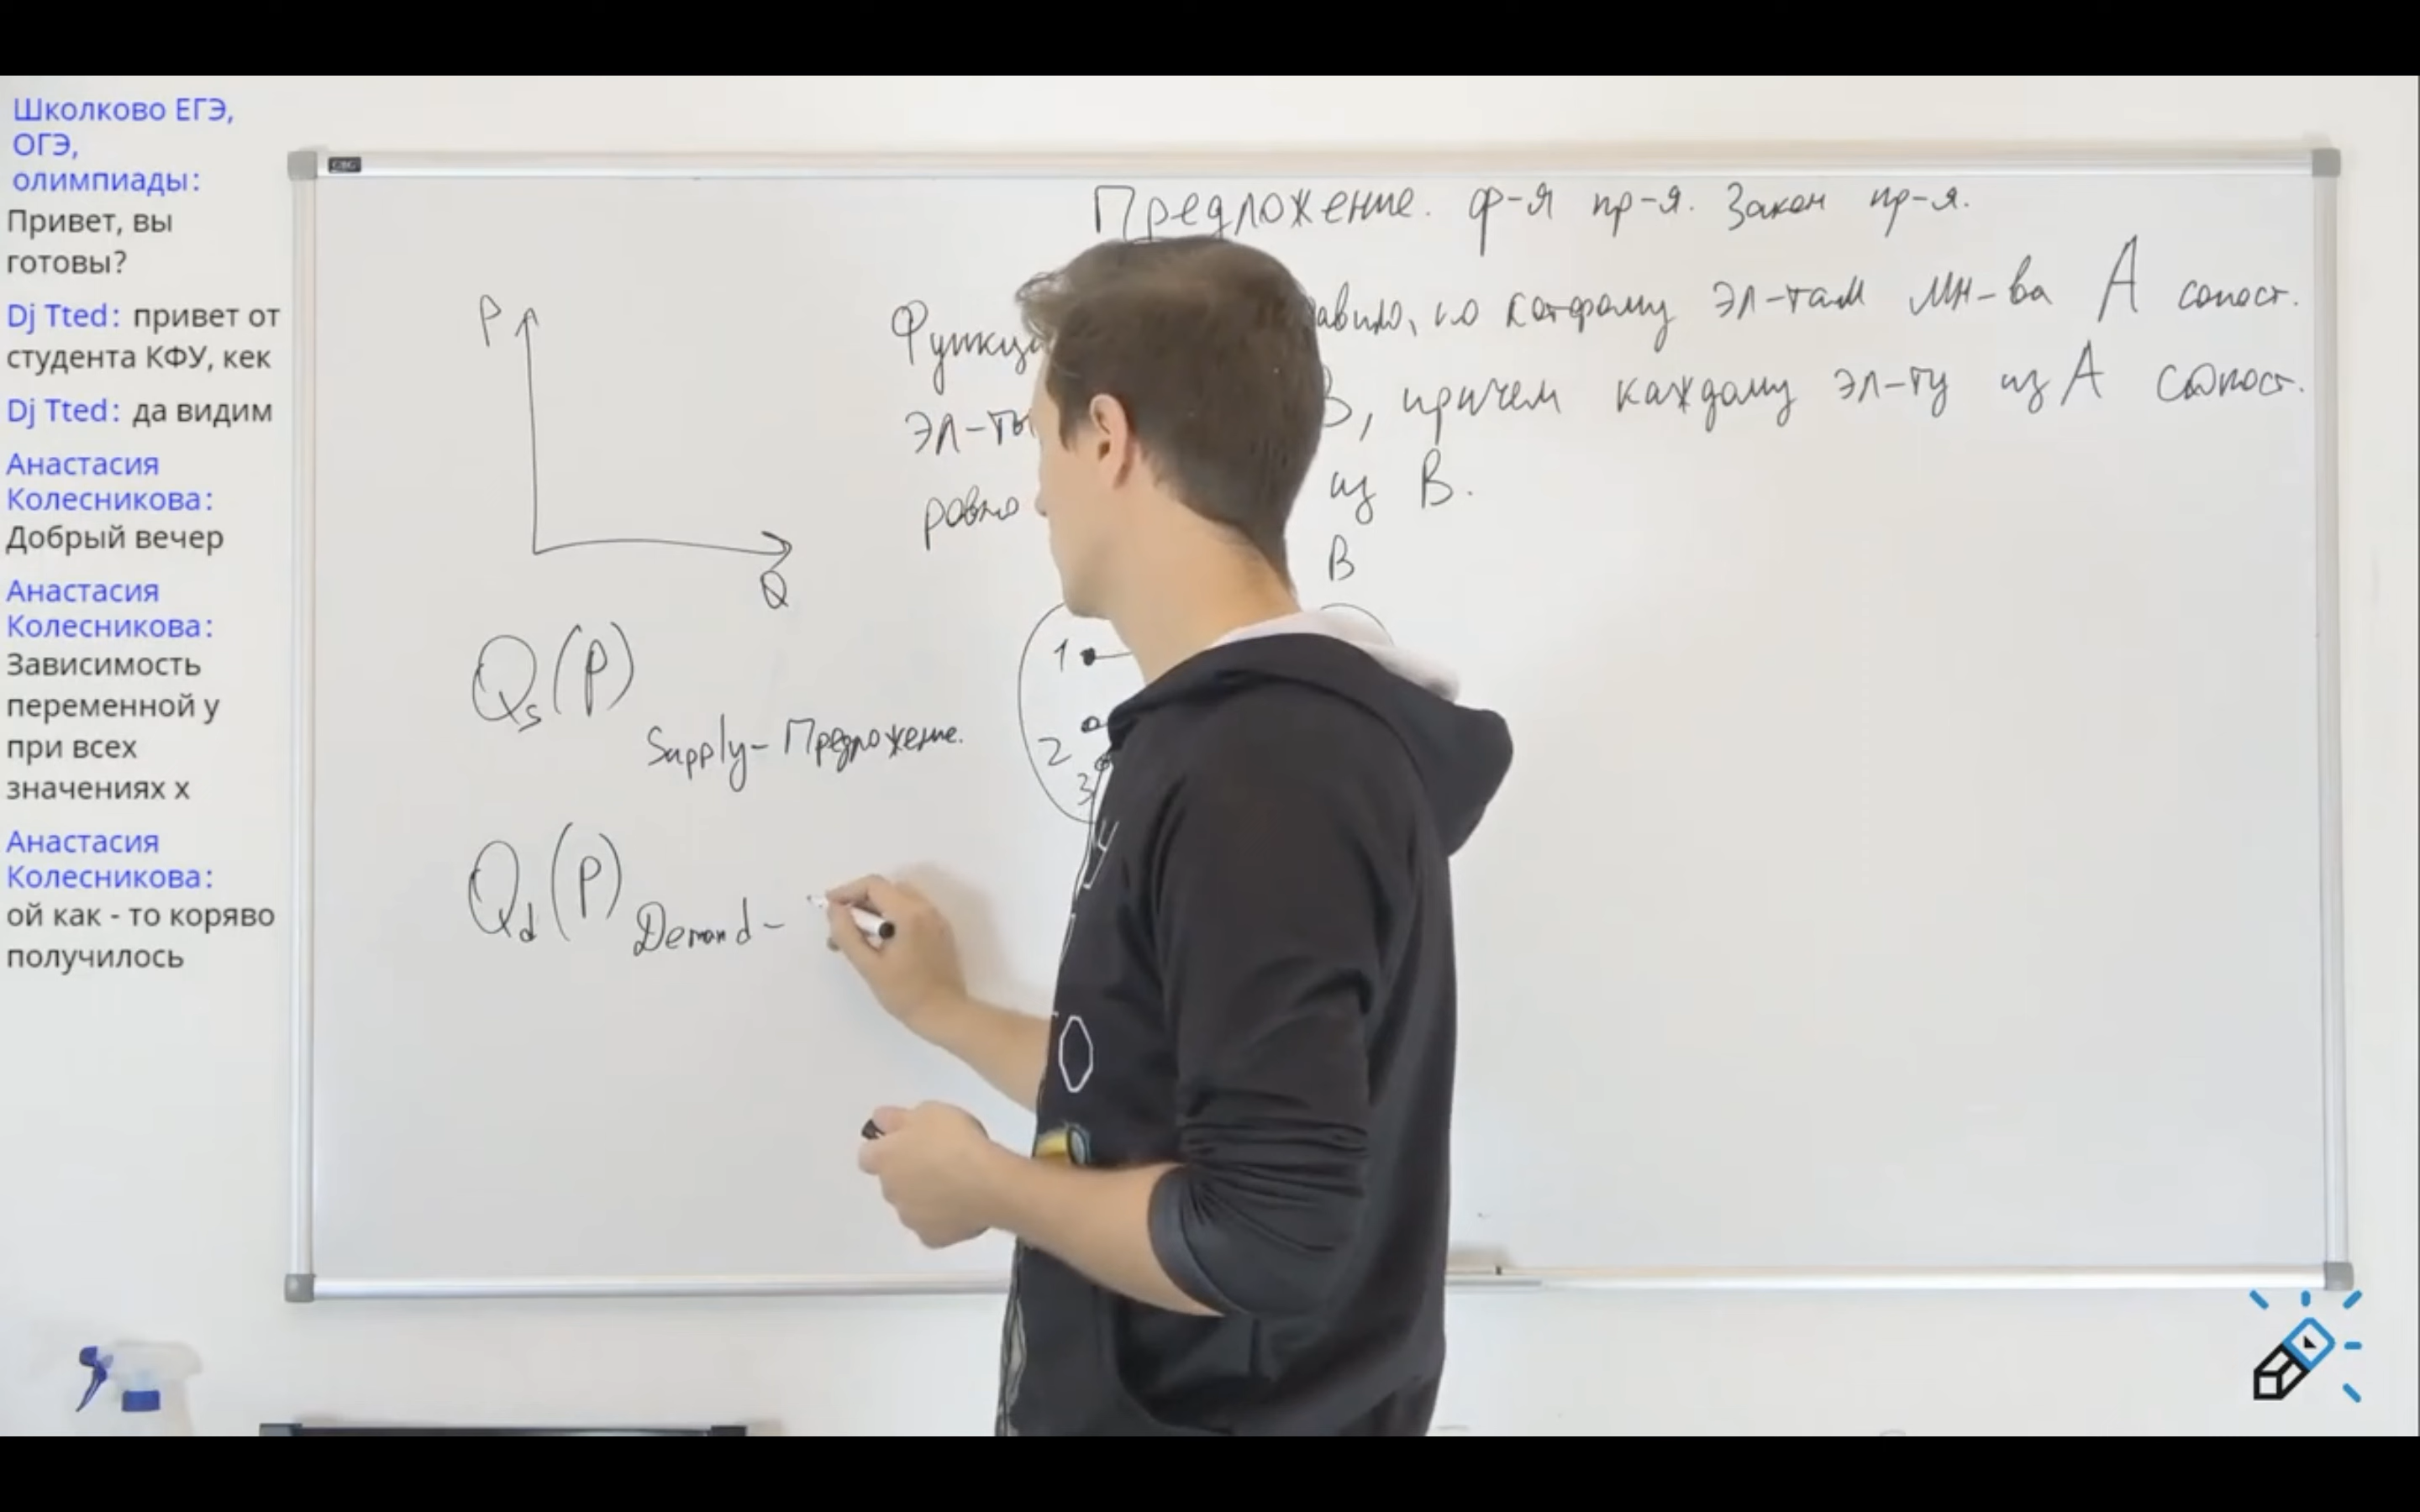 Школково ЕГЭ,
ОГЭ,
олимпиады:
Привет, вы
готовы?
Dj Tted: привет от
студента КФУ, кек
Dj Tted: да видим
Анастасия
Колесникова:
Добрый вечер
Анастасия
Колесникова:
Зависимость
переменной у
при всех
значениях х
Анастасия
Колесникова:
ой как - то коряво
получилось
Предложение. ф-я пр-я. Закон пр-я.
по которому эл-там мн-ва A сопост.
эл-ты B, причем каждому эл-ту из A сопост.
ровно из B.
P
Q
B
1
2
3
Qs(P)
Supply - Предложение.
Qd(P) Demand -